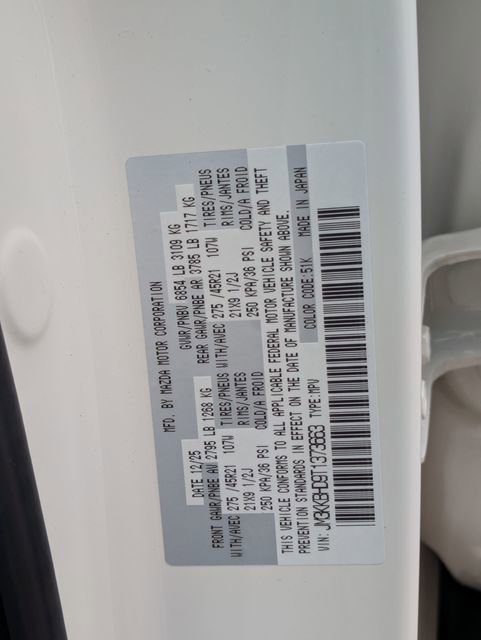 MFD. BY MAZDA MOTOR CORPORATION
DATE 12/25 GVWR/PNBV 6854 LB 3109 KG
FRONT GAWR/PNBE AV 2795 LB 1268 KG REAR GAWR/PNBE AR 3785 LB 1717 KG
WITH/AVEC 275 /45R21 107W TIRES/PNEUS WITH/AVEC 275 /45R21 107W TIRES/PNEUS
21X9 1/2J RIMS/JANTES 21X9 1/2J RIMS/JANTES
250 KPA/36 PSI COLD/A FROID 250 KPA/36 PSI COLD/A FROID
THIS VEHICLE CONFORMS TO ALL APPLICABLE FEDERAL MOTOR VEHICLE SAFETY AND THEFT
PREVENTION STANDARDS IN EFFECT ON THE DATE OF MANUFACTURE SHOWN ABOVE.
VIN: JM3KKBHD9T1373663 TYPE:MPV COLOR CODE:51K MADE IN JAPAN